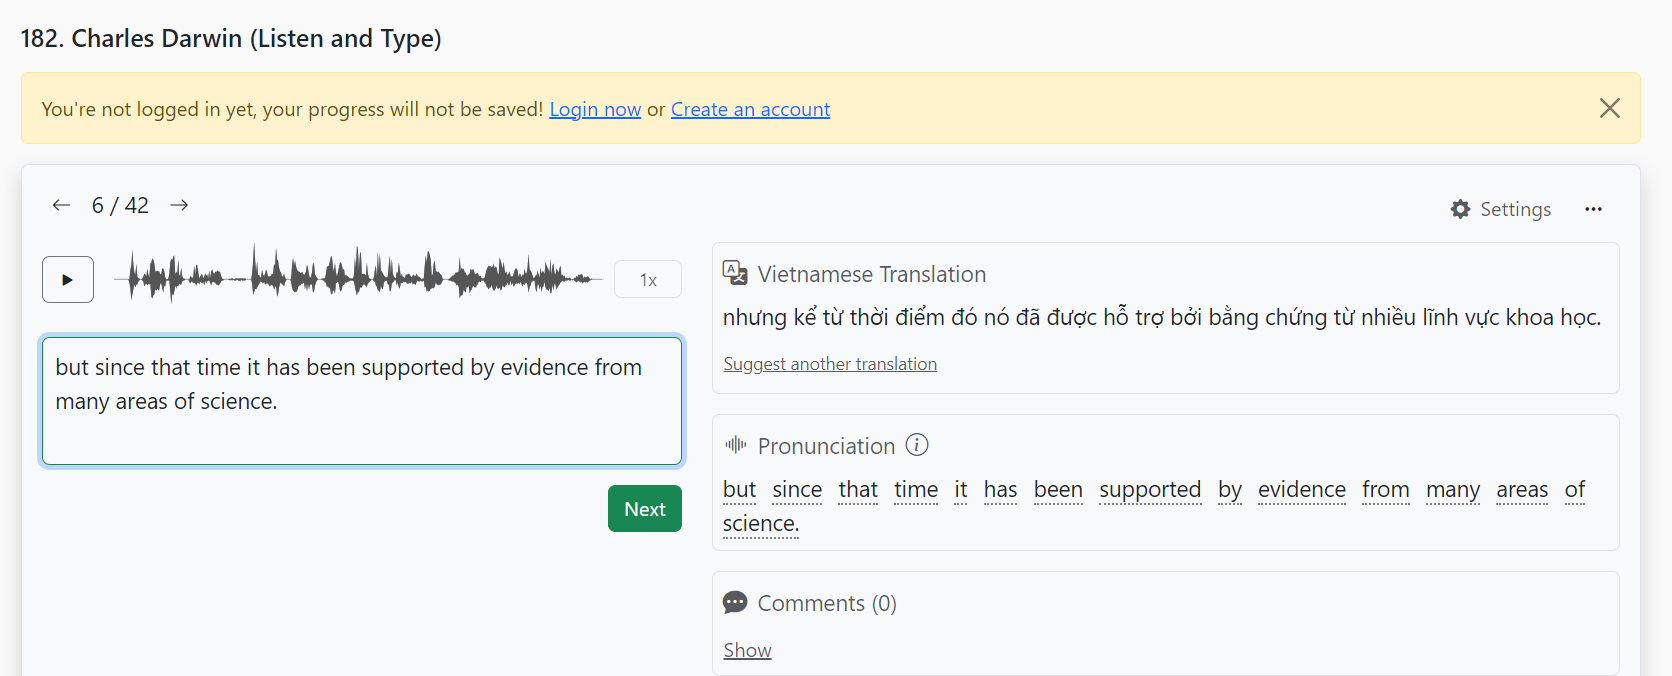 182. Charles Darwin (Listen and Type)
You're not logged in yet, your progress will not be saved! Login now or Create an account
6 / 42
Settings
1x
but since that time it has been supported by evidence from
many areas of science.
Next
Vietnamese Translation
nhưng kể từ thời điểm đó nó đã được hỗ trợ bởi bằng chứng từ nhiều lĩnh vực khoa học.
Suggest another translation
Pronunciation
but since that time it has been supported by evidence from many areas of
science.
Comments (0)
Show